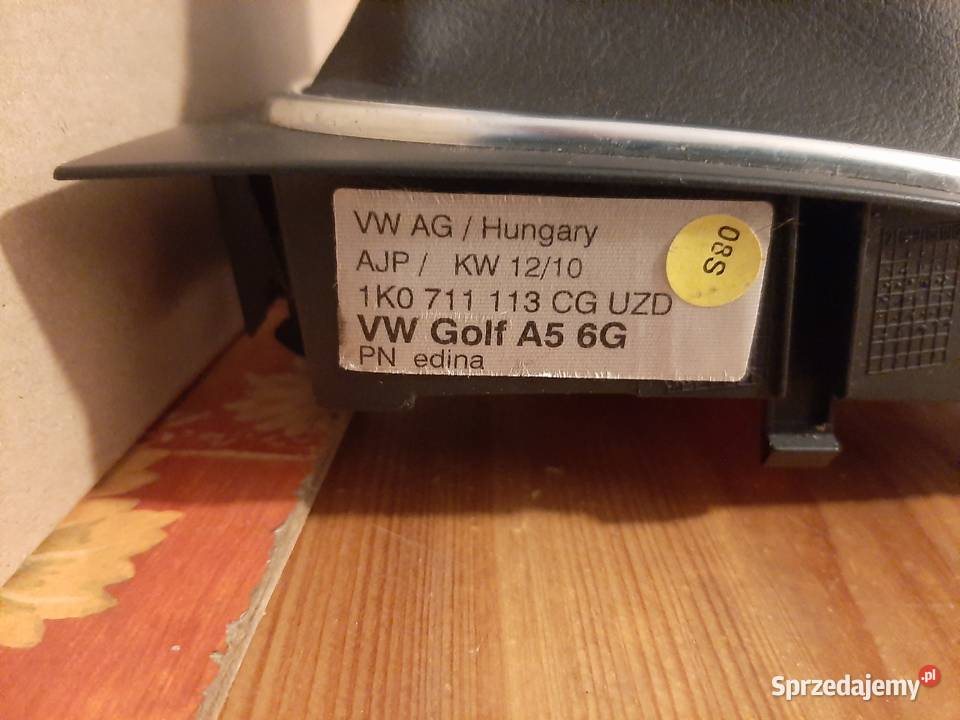 VW AG / Hungary
AJP / KW 12/10
1K0 711 113 CG UZD
VW Golf A5 6G
PN edina
08S
Sprzedajemy.pl